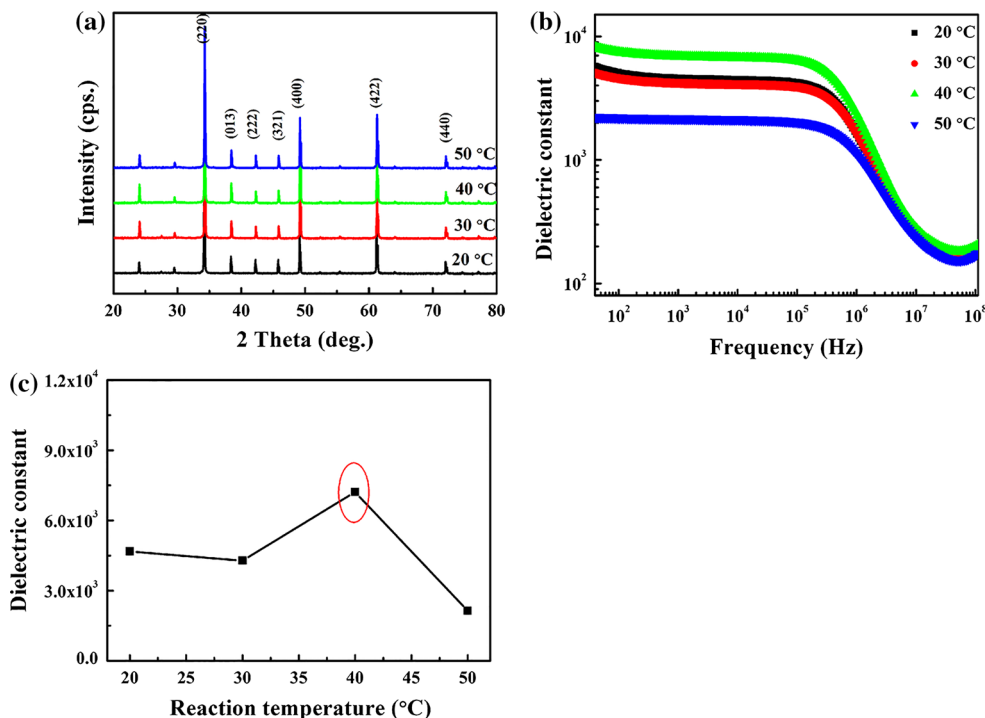 (a)
Intensity (cps.)
(220)
(013)
(222)
(321)
(400)
(422)
(440)
50 °C
40 °C
30 °C
20 °C
20 30 40 50 60 70 80
2 Theta (deg.)
(b)
Dielectric constant
10⁴
10³
10²
20 °C
30 °C
40 °C
50 °C
10² 10³ 10⁴ 10⁵ 10⁶ 10⁷ 10⁸
Frequency (Hz)
(c)
Dielectric constant
1.2x10⁴
9.0x10³
6.0x10³
3.0x10³
0.0
20 25 30 35 40 45 50
Reaction temperature (°C)